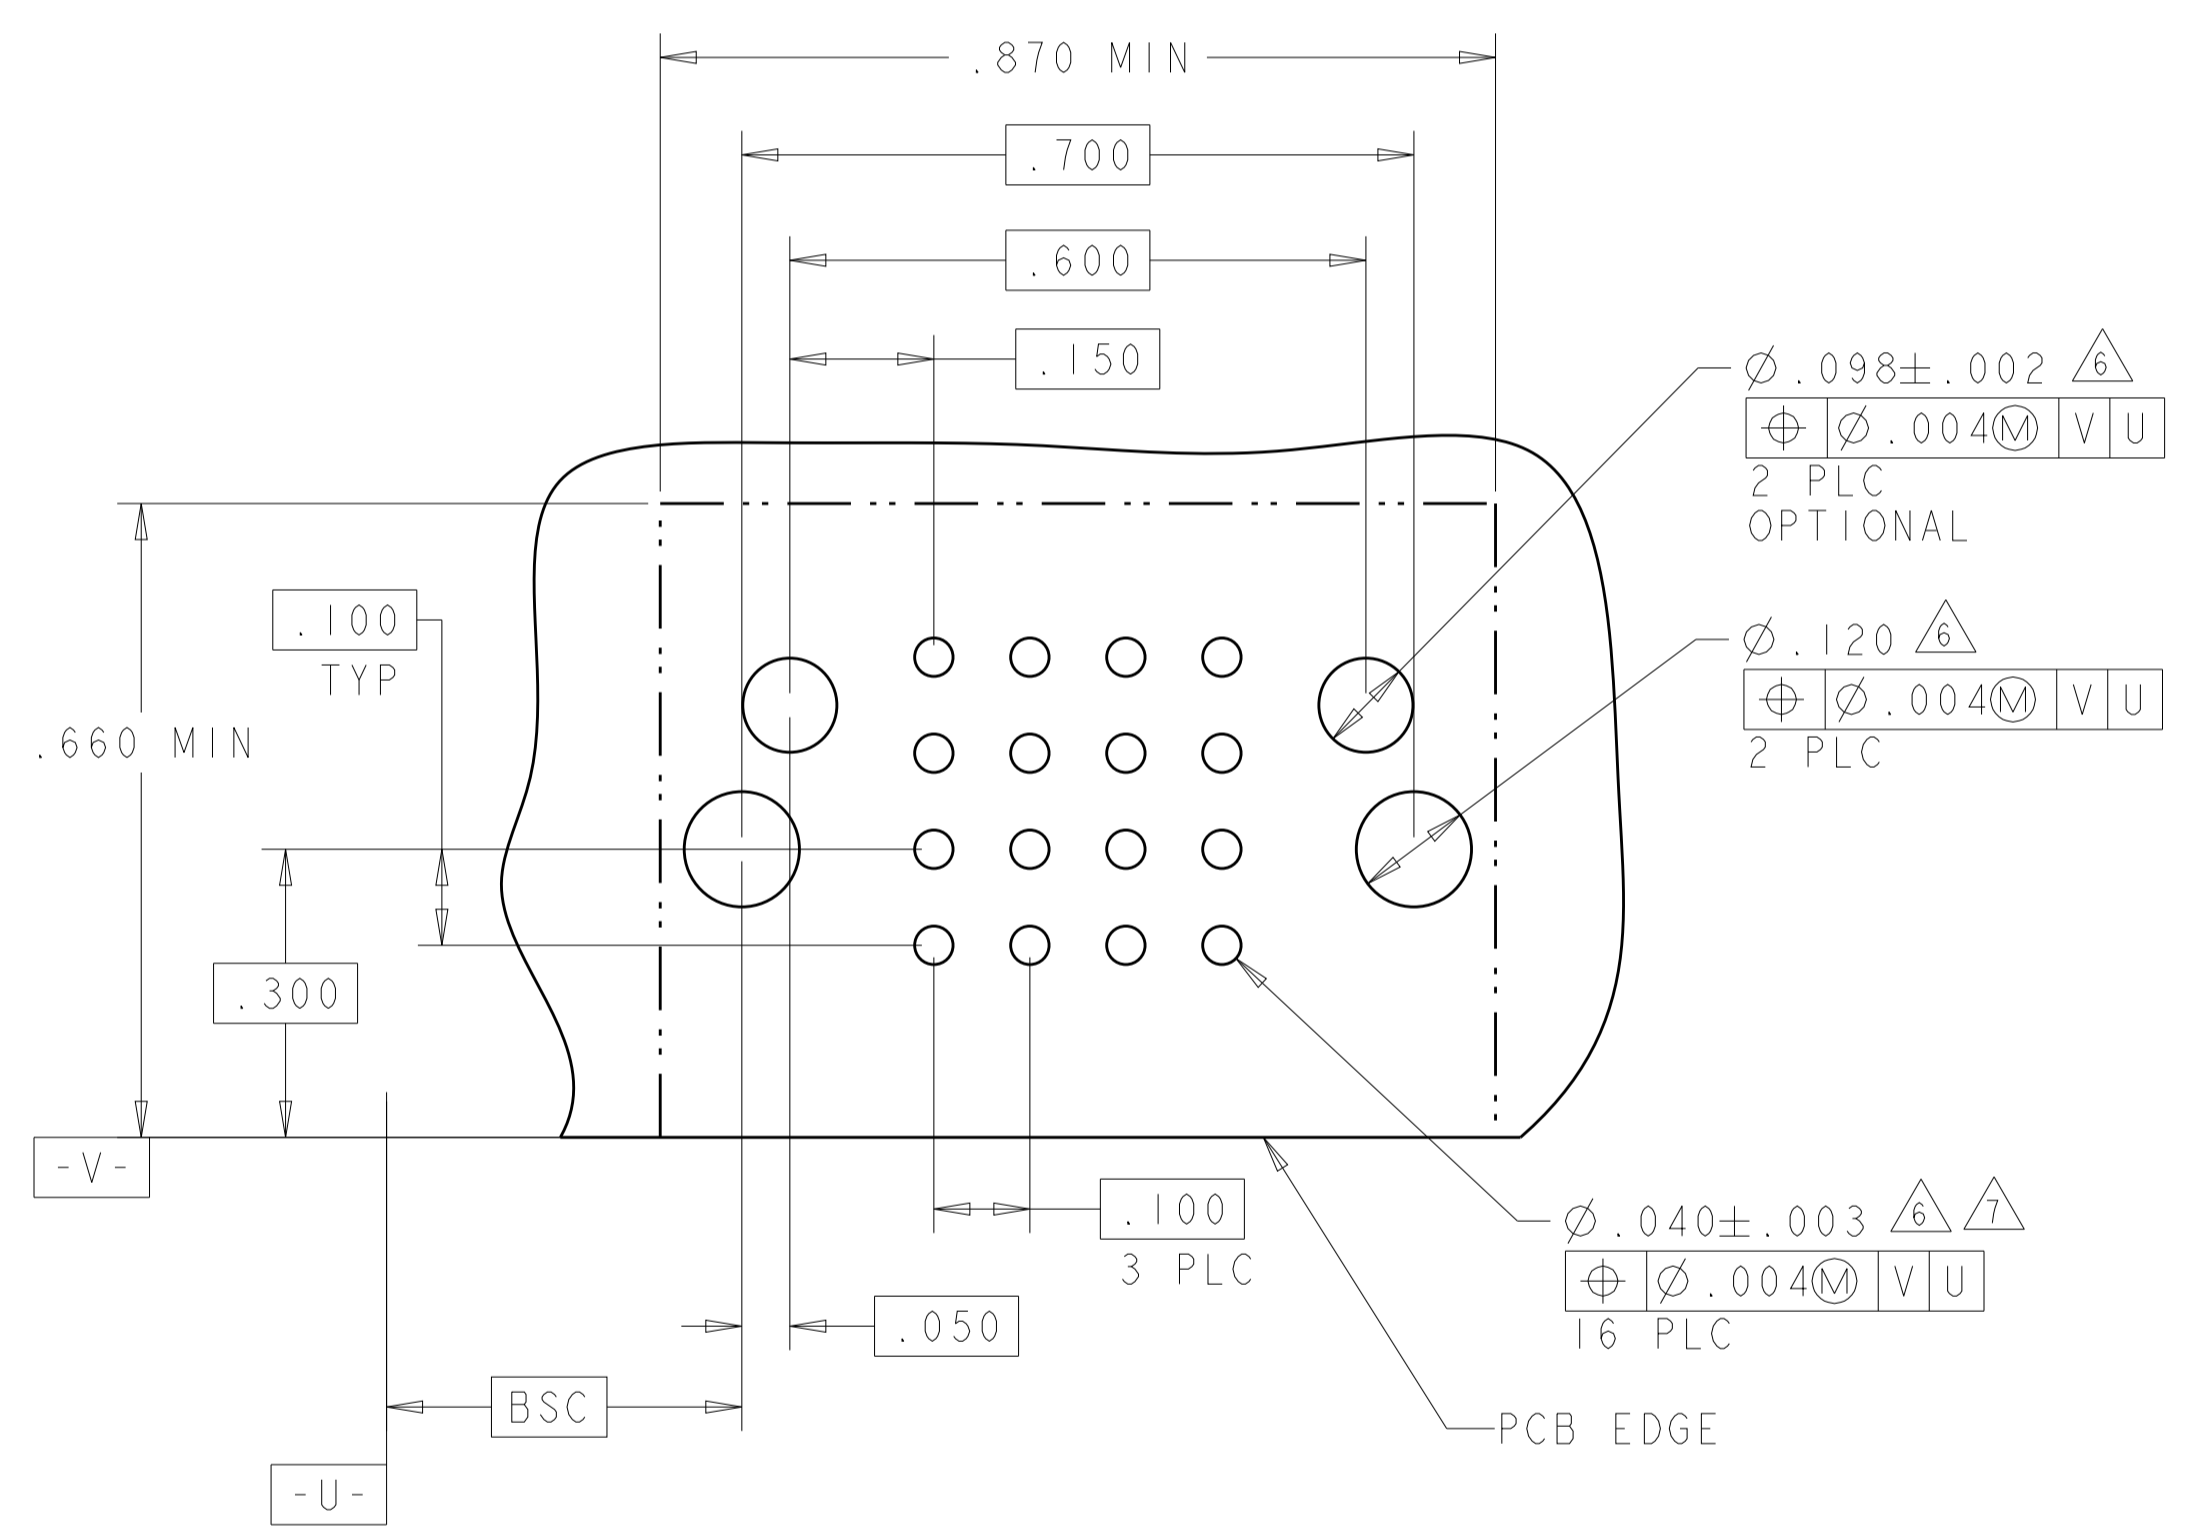 .870 MIN
.700
.600
.150
Ø.098±.002 6
⌖ Ø.004Ⓜ V U
2 PLC
OPTIONAL
.100
TYP
Ø.120 6
⌖ Ø.004Ⓜ V U
2 PLC
.660 MIN
.300
-V-
.100
3 PLC
Ø.040±.003 6 7
⌖ Ø.004Ⓜ V U
16 PLC
.050
BSC
PCB EDGE
-U-